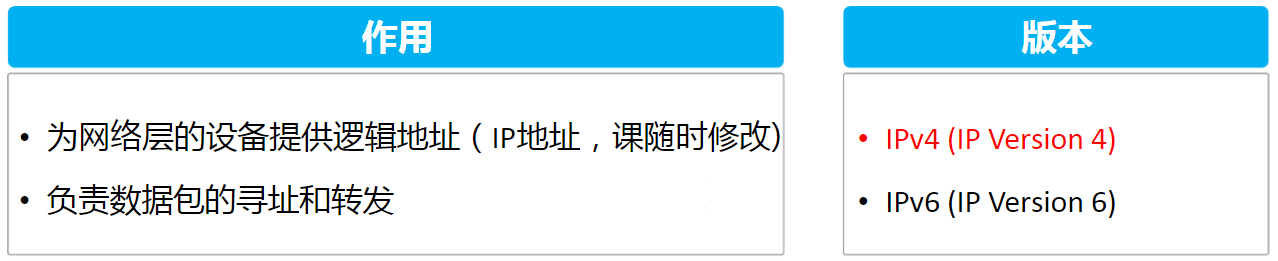 作用
• 为网络层的设备提供逻辑地址（IP地址，课随时修改)
• 负责数据包的寻址和转发
版本
• IPv4 (IP Version 4)
• IPv6 (IP Version 6)